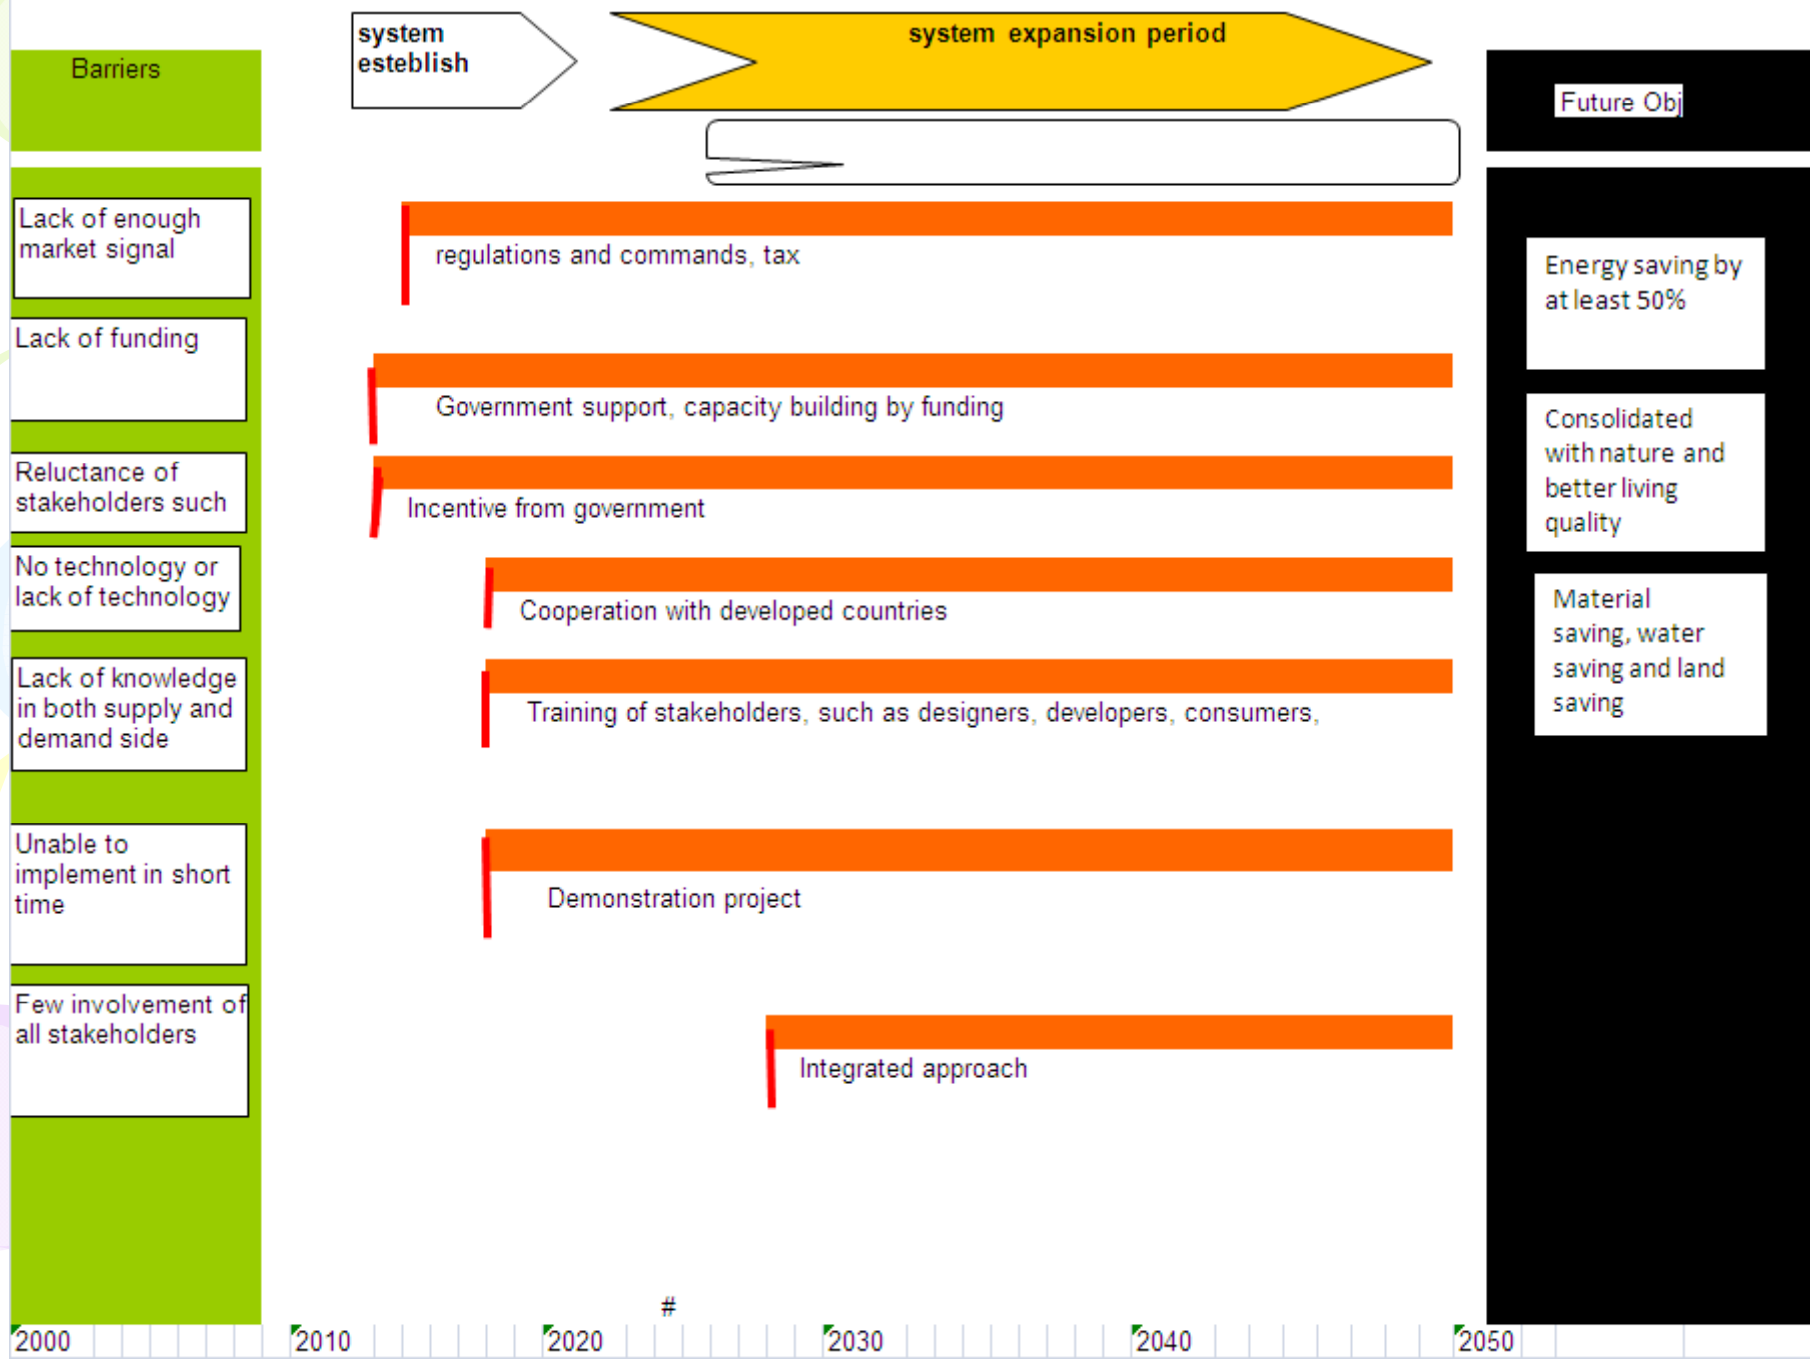 system
esteblish
system expansion period
Barriers
Future Obj
Lack of enough
market signal
regulations and commands, tax
Energy saving by
at least 50%
Lack of funding
Government support, capacity building by funding
Consolidated
with nature and
better living
quality
Reluctance of
stakeholders such
Incentive from government
No technology or
lack of technology
Cooperation with developed countries
Material
saving, water
saving and land
saving
Lack of knowledge
in both supply and
demand side
Training of stakeholders, such as designers, developers, consumers,
Unable to
implement in short
time
Demonstration project
Few involvement of
all stakeholders
Integrated approach
#
2000 2010 2020 2030 2040 2050